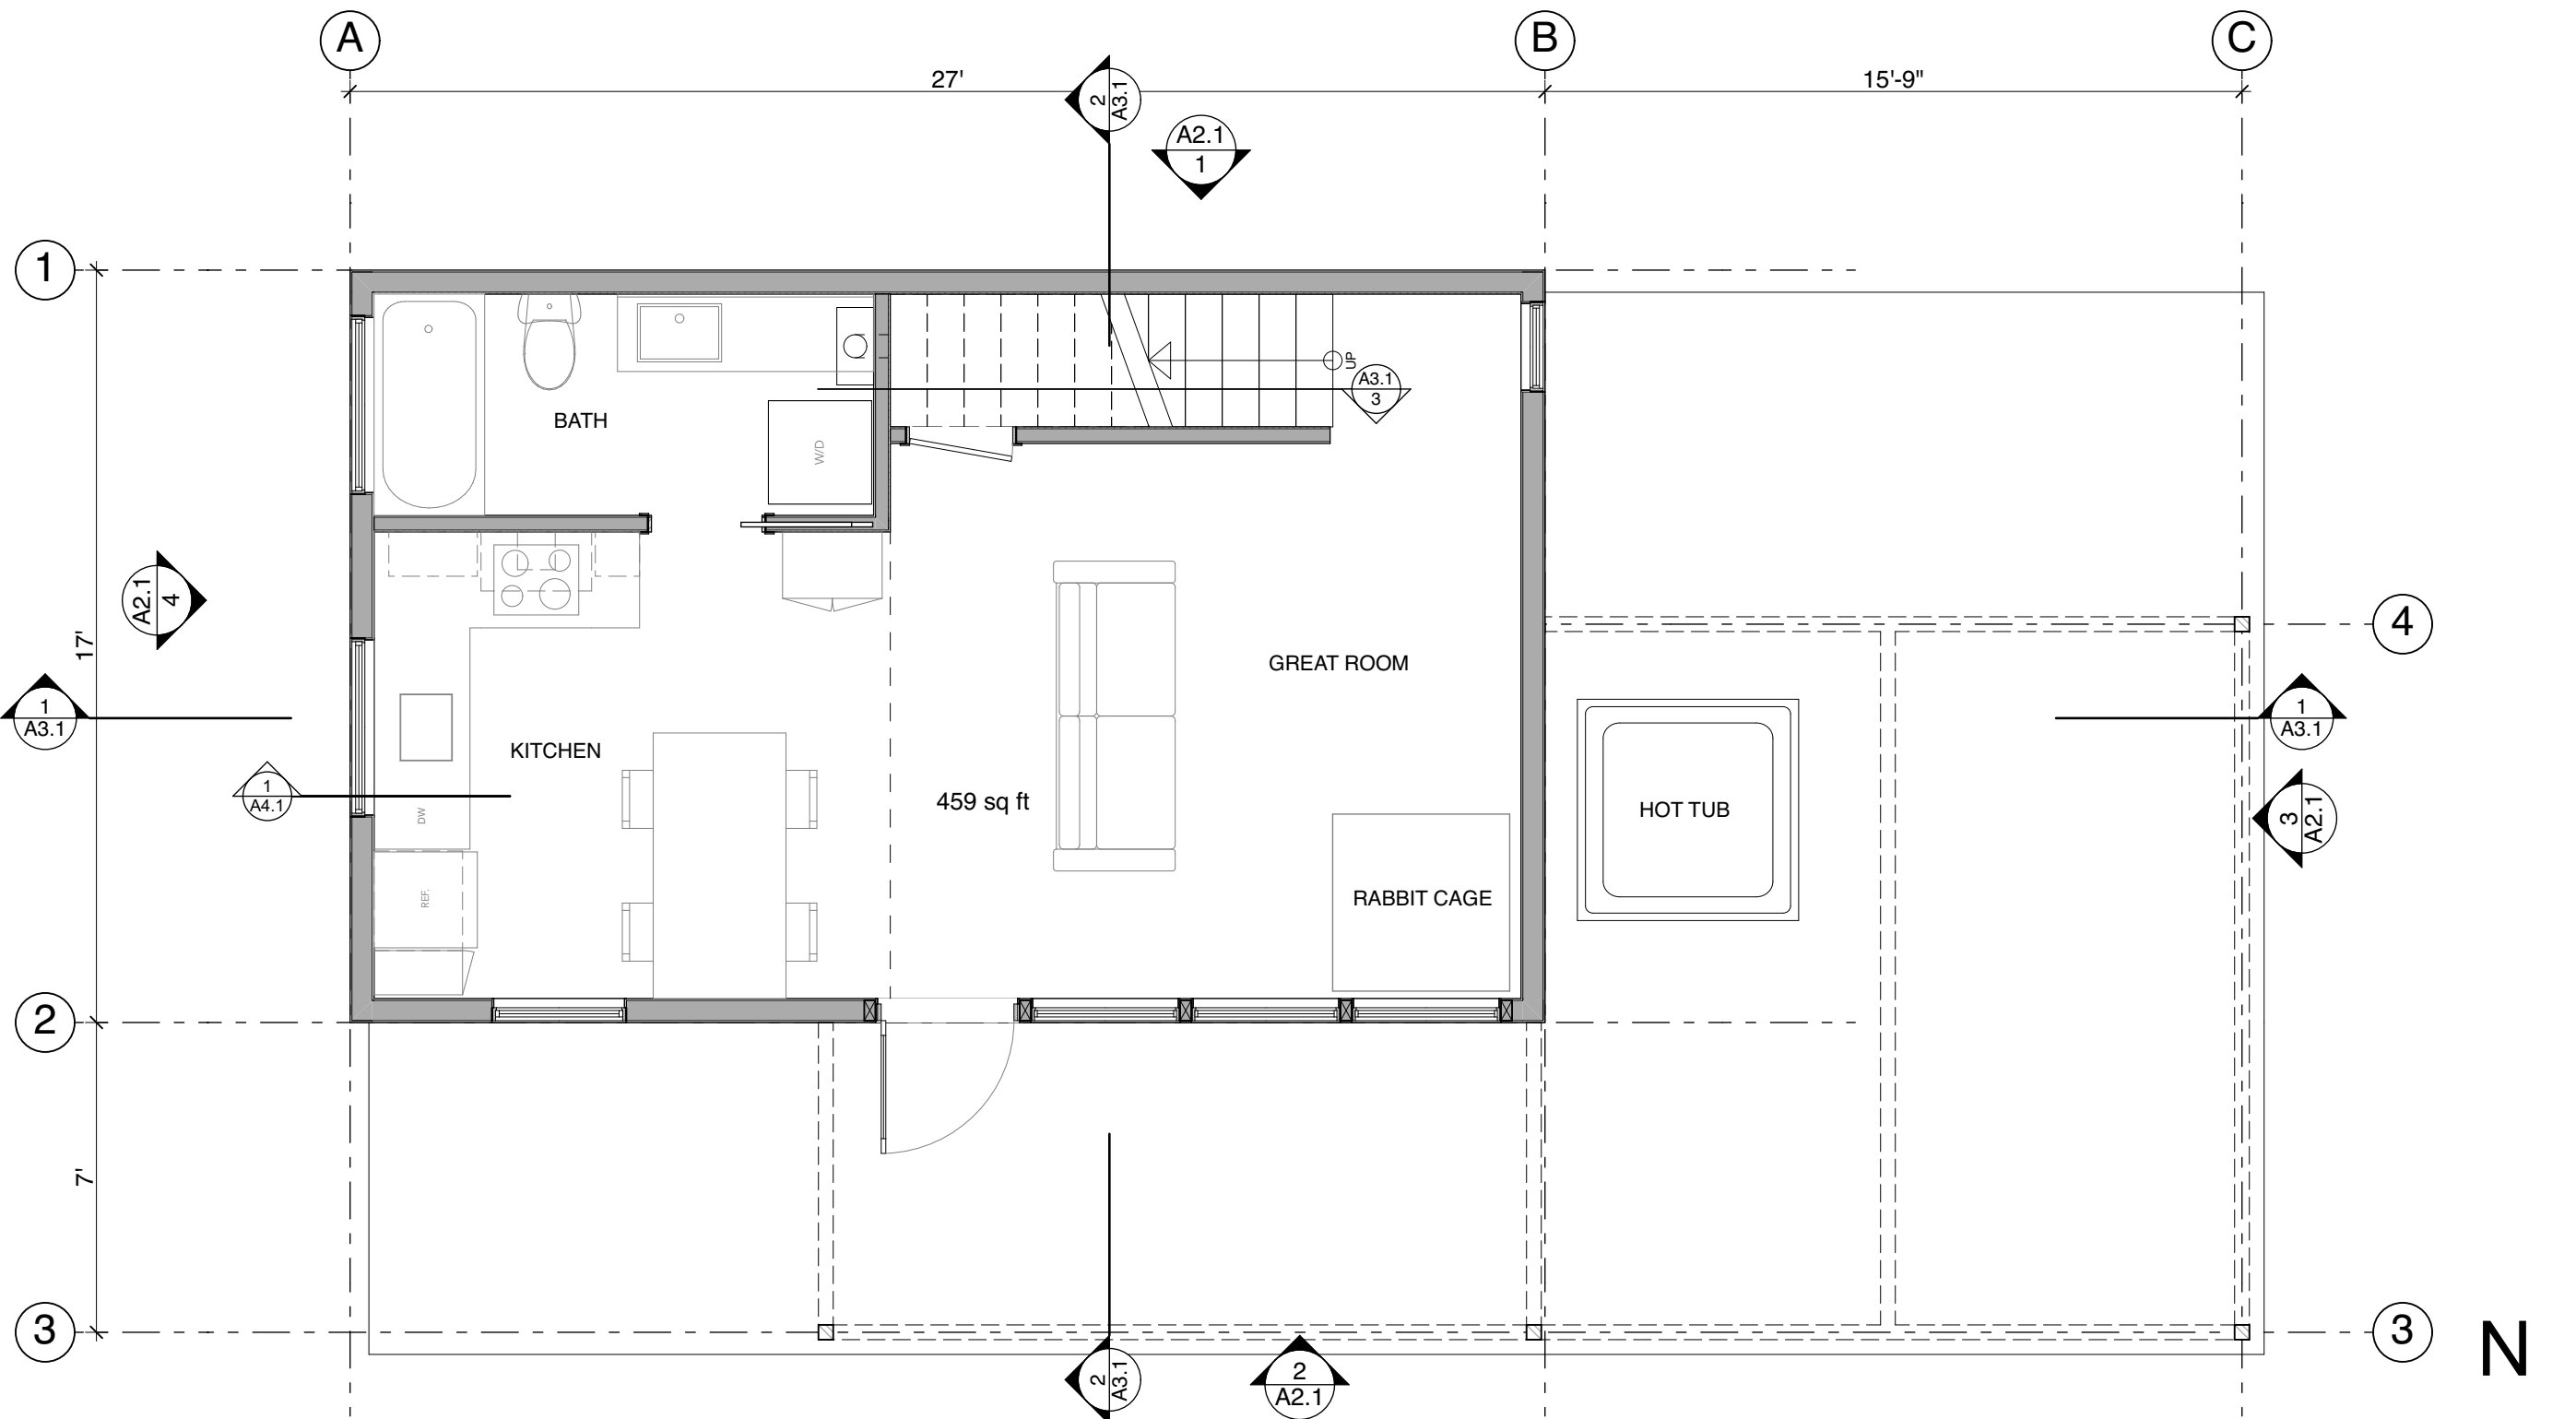 A
B
C
27'
15'-9"
2
A3.1
A2.1
1
1
UP
A3.1
3
BATH
W/D
A2.1
4
17'
4
GREAT ROOM
1
A3.1
1
A3.1
KITCHEN
1
A4.1
DW
459 sq ft
HOT TUB
3
A2.1
REF.
RABBIT CAGE
2
7'
3
3
N
2
A3.1
2
A2.1